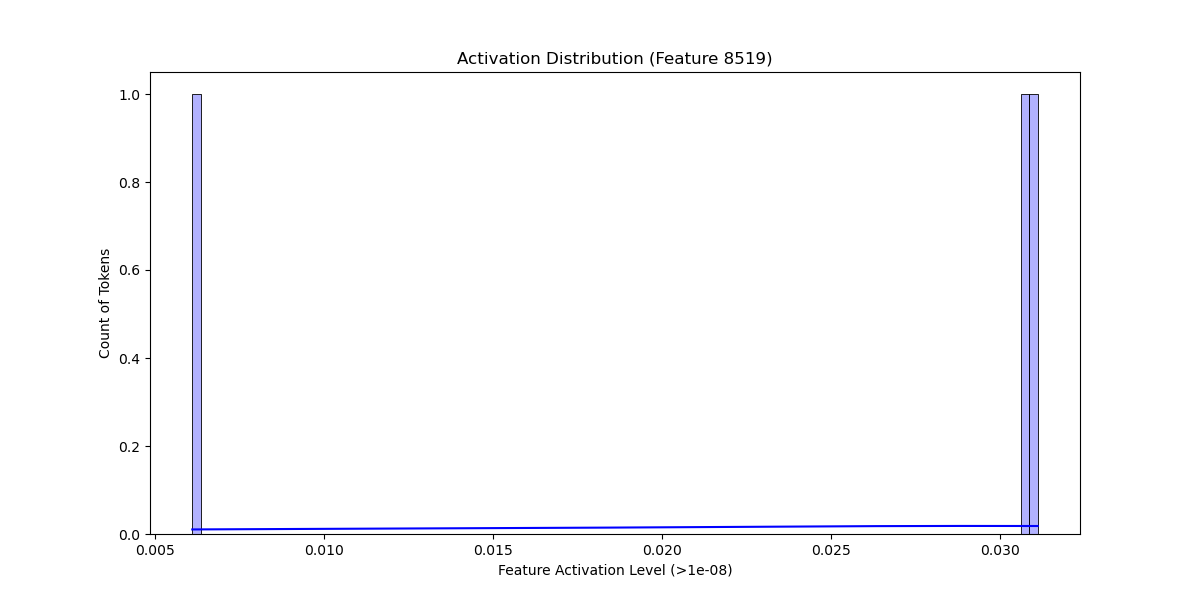 Activation Distribution (Feature 8519)
Count of Tokens
1.0
0.8
0.6
0.4
0.2
0.0
0.005 0.010 0.015 0.020 0.025 0.030
Feature Activation Level (>1e-08)